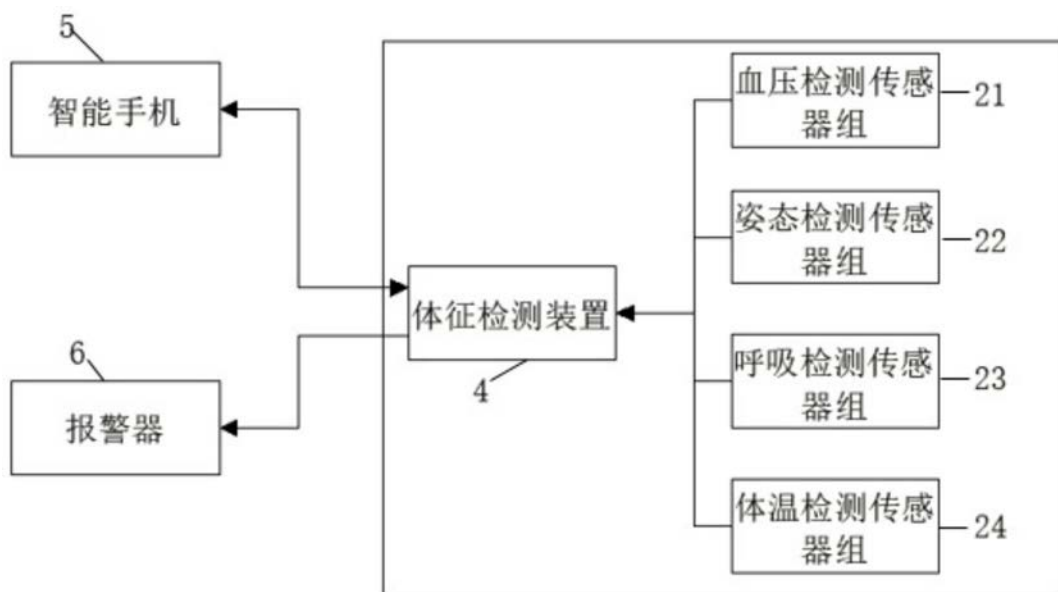 5
智能手机
血压检测传感
器组
21
姿态检测传感
器组
22
体征检测装置
4
6
报警器
呼吸检测传感
器组
23
体温检测传感
器组
24